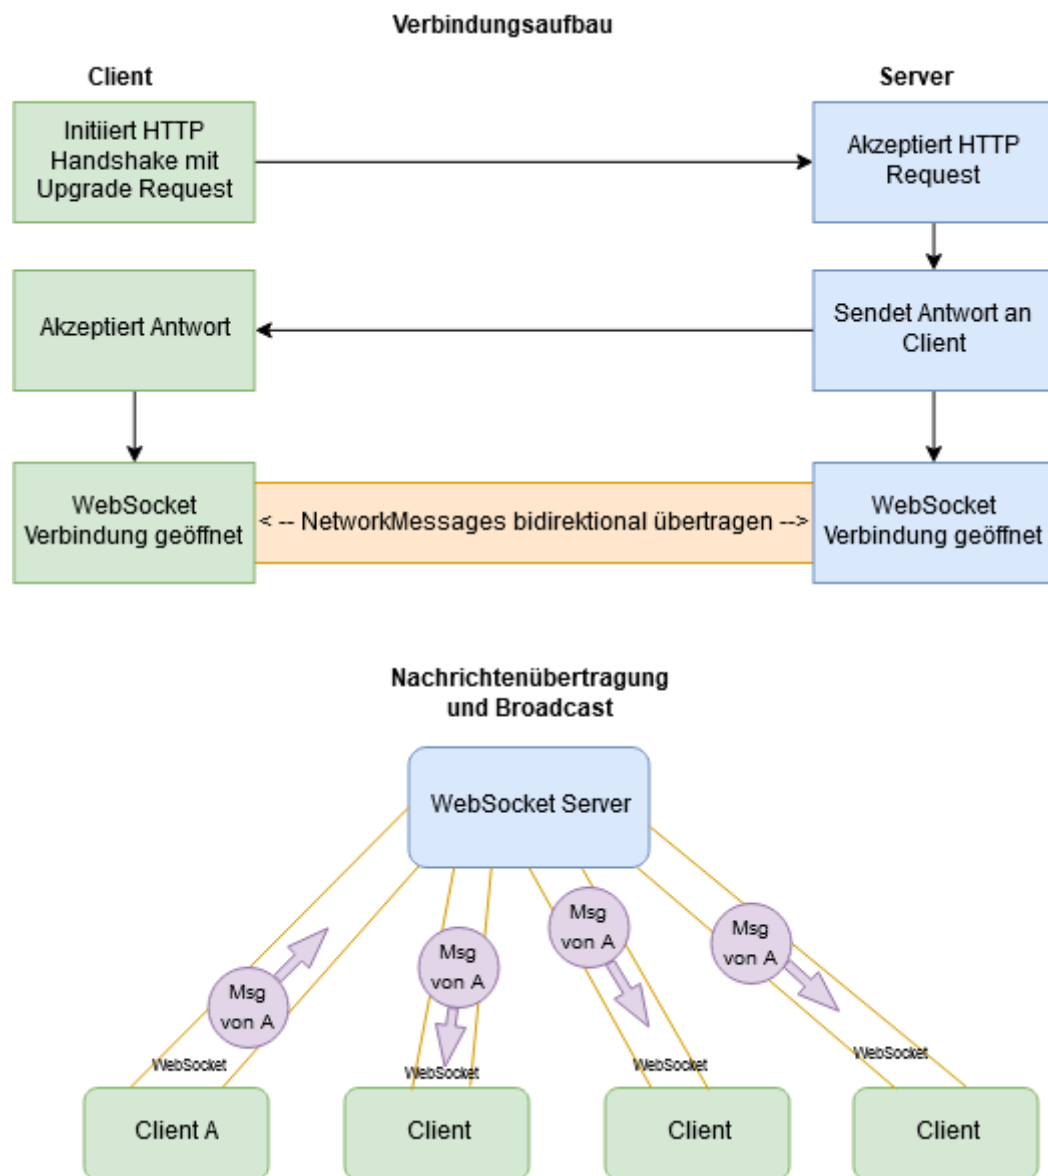 Verbindungsaufbau
Client
Server
Initiiert HTTP
Handshake mit
Upgrade Request
Akzeptiert HTTP
Request
Akzeptiert Antwort
Sendet Antwort an
Client
WebSocket
Verbindung geöffnet
< -- NetworkMessages bidirektional übertragen -->
WebSocket
Verbindung geöffnet
Nachrichtenübertragung
und Broadcast
WebSocket Server
Msg
von A
Msg
von A
Msg
von A
Msg
von A
WebSocket
WebSocket
WebSocket
WebSocket
Client A
Client
Client
Client